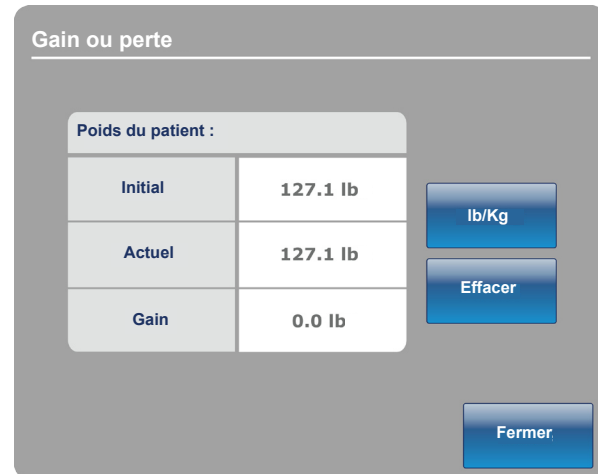 Gain ou perte
Poids du patient :
Initial 127.1 lb
Actuel 127.1 lb
Gain 0.0 lb
lb/Kg
Effacer
Fermer